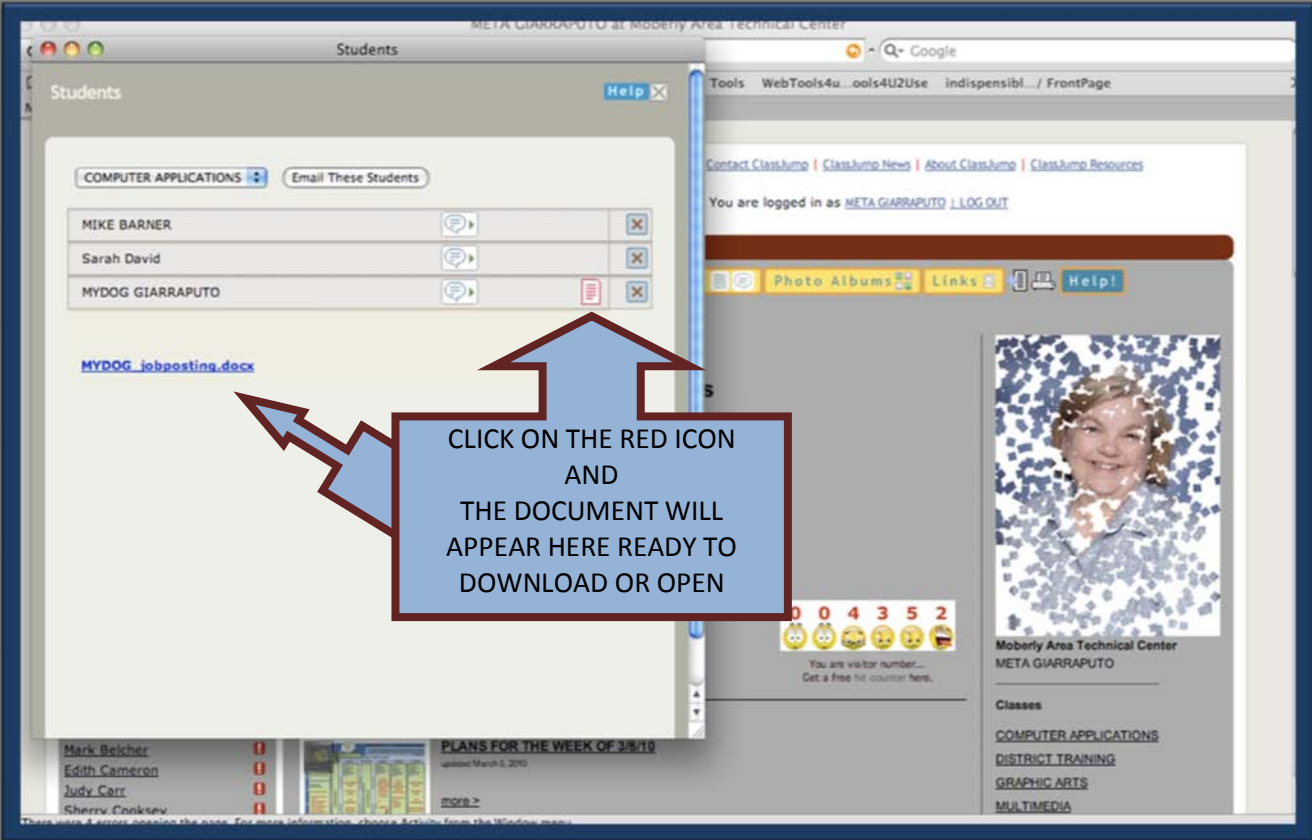 META GIARRAPUTO at Moberly Area Technical Center
Students
Google
Tools WebTools4u...ools4U2Use indispensibl.../ FrontPage
Students
Help
Contact ClassJump | ClassJump News | About ClassJump | ClassJump Resources
COMPUTER APPLICATIONS
Email These Students
You are logged in as META GIARRAPUTO | LOG OUT
MIKE BARNER
Sarah David
MYDOG GIARRAPUTO
Photo Albums
Links
Help!
MYDOG_jobposting.docx
s
CLICK ON THE RED ICON
AND
THE DOCUMENT WILL
APPEAR HERE READY TO
DOWNLOAD OR OPEN
0 0 4 3 5 2
You are visitor number...
Get a free hit counter here.
Moberly Area Technical Center
META GIARRAPUTO
Classes
COMPUTER APPLICATIONS
DISTRICT TRAINING
GRAPHIC ARTS
MULTIMEDIA
Mark Belcher
Edith Cameron
Judy Carr
Sherry Cooksey
PLANS FOR THE WEEK OF 3/8/10
updated March 5, 2010
more >
There were 4 errors opening the page. For more information, choose Activity from the Window menu